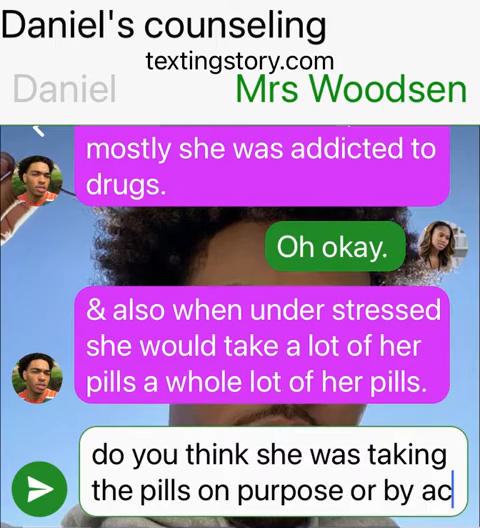 Daniel's counseling
textingstory.com
Daniel
Mrs Woodsen
mostly she was addicted to
drugs.
Oh okay.
& also when under stressed
she would take a lot of her
pills a whole lot of her pills.
do you think she was taking
the pills on purpose or by ac